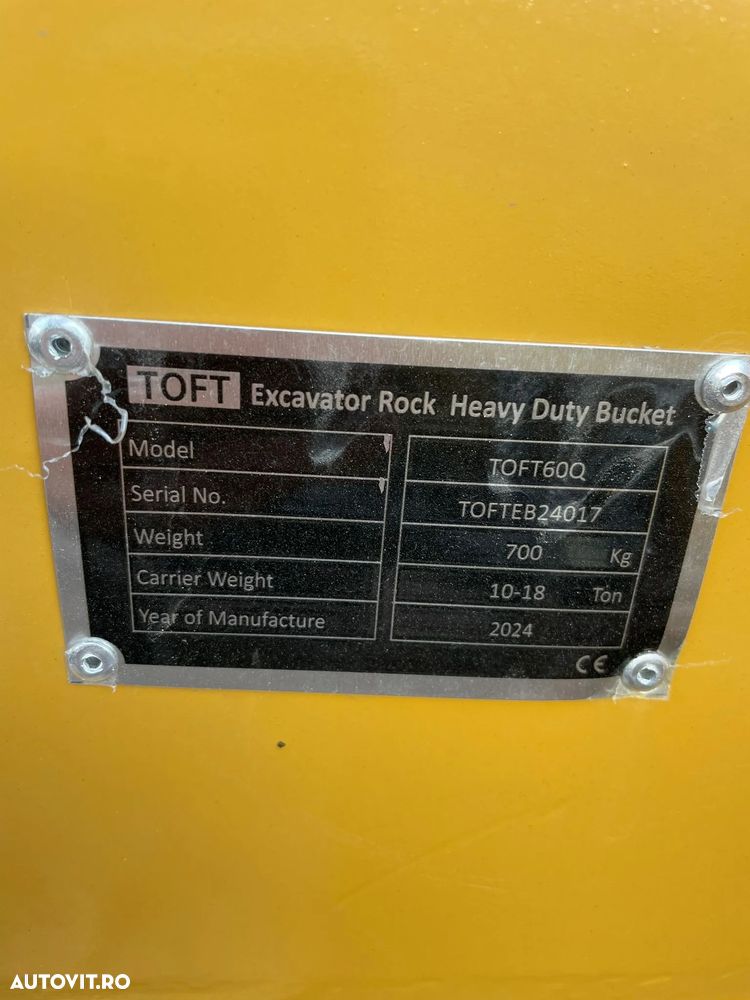 TOFT Excavator Rock Heavy Duty Bucket
Model TOFT60Q
Serial No. TOFTEB24017
Weight 700 Kg
Carrier Weight 10-18 Ton
Year of Manufacture 2024
CE
AUTOVIT.RO